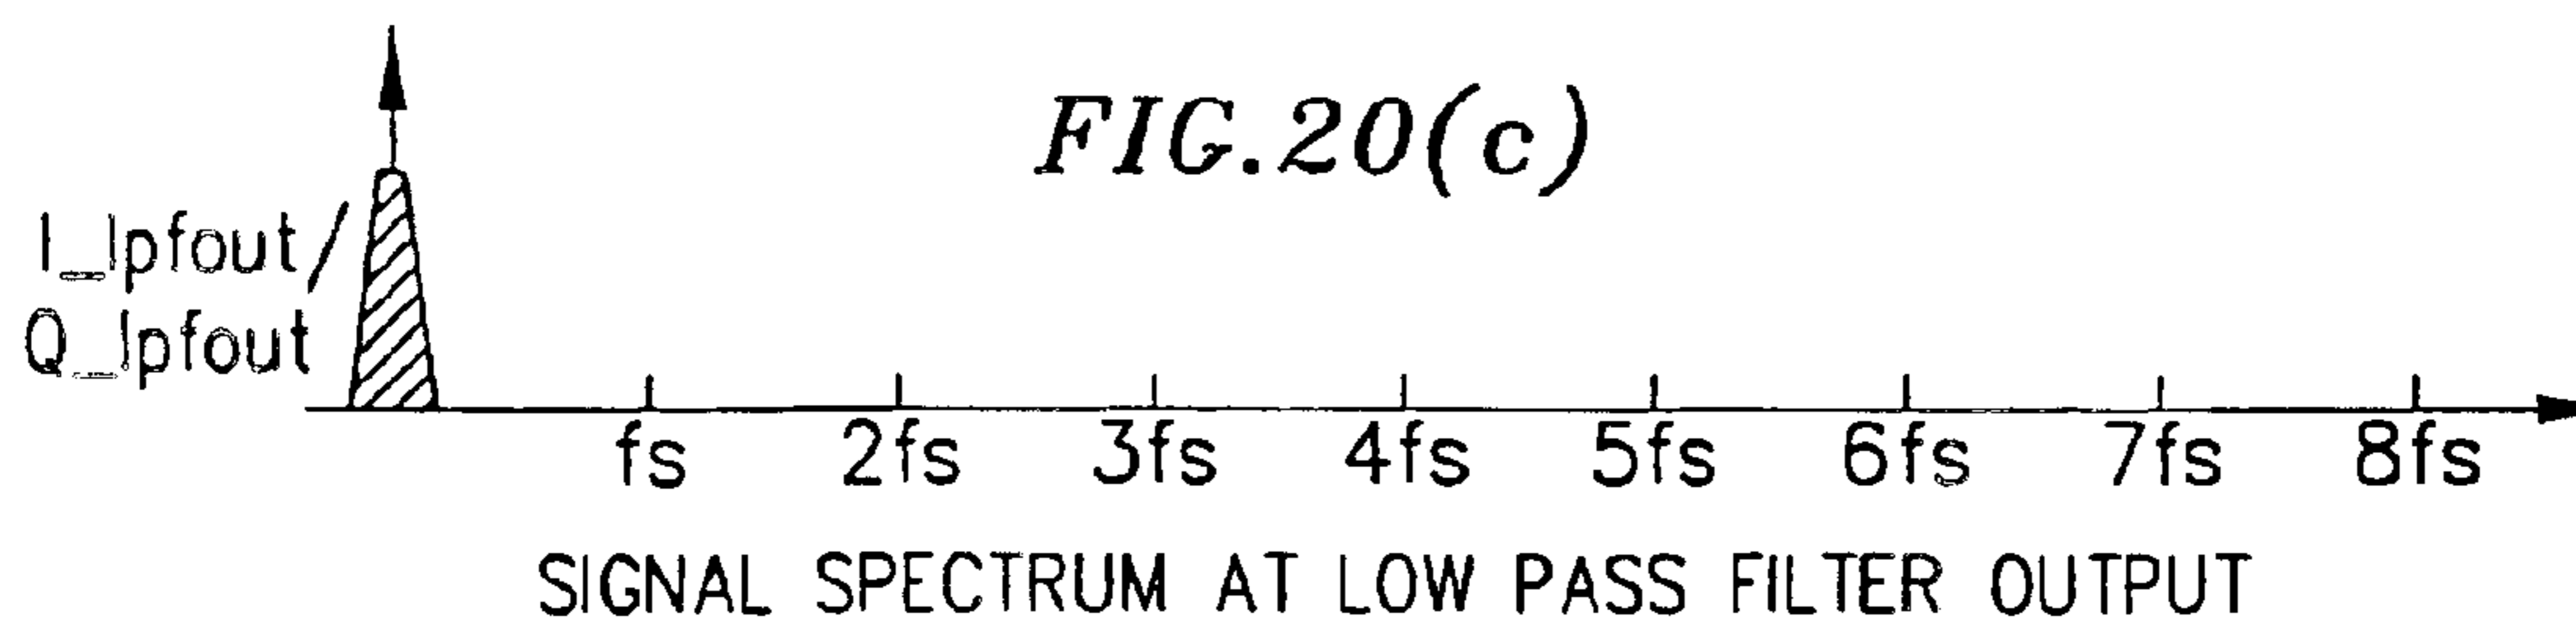 FIG.20(c)
I_lpfout/
Q_lpfout
fs 2fs 3fs 4fs 5fs 6fs 7fs 8fs
SIGNAL SPECTRUM AT LOW PASS FILTER OUTPUT